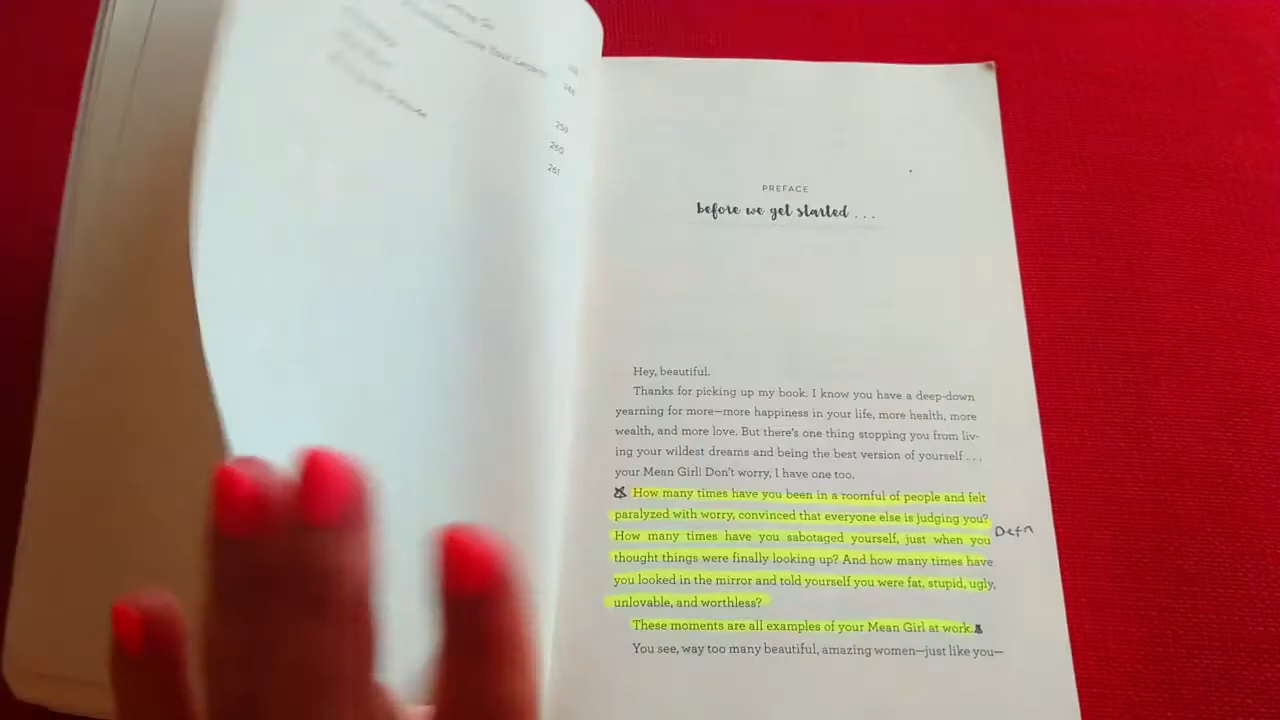 Your
259
260
261
PREFACE
before we get started . . .
Hey, beautiful.
Thanks for picking up my book. I know you have a deep-down
yearning for more—more happiness in your life, more health, more
wealth, and more love. But there's one thing stopping you from liv-
ing your wildest dreams and being the best version of yourself . . .
your Mean Girl! Don't worry, I have one too.
How many times have you been in a roomful of people and felt
paralyzed with worry, convinced that everyone else is judging you?
How many times have you sabotaged yourself, just when you
Defn
thought things were finally looking up? And how many times have
you looked in the mirror and told yourself you were fat, stupid, ugly,
unlovable, and worthless?
These moments are all examples of your Mean Girl at work.
You see, way too many beautiful, amazing women—just like you—